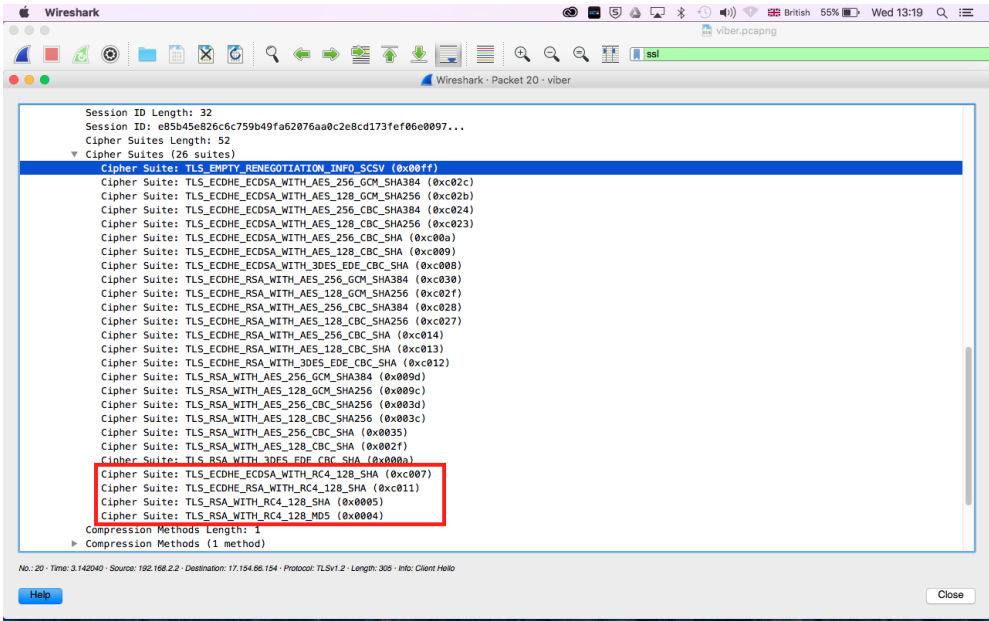 Wireshark
British 55% Wed 13:19
viber.pcapng
ssl
Wireshark · Packet 20 · viber
Session ID Length: 32
Session ID: e85b45e826c6c759b49fa62076aa0c2e8cd173fef06e0097...
Cipher Suites Length: 52
Cipher Suites (26 suites)
Cipher Suite: TLS_EMPTY_RENEGOTIATION_INFO_SCSV (0x00ff)
Cipher Suite: TLS_ECDHE_ECDSA_WITH_AES_256_GCM_SHA384 (0xc02c)
Cipher Suite: TLS_ECDHE_ECDSA_WITH_AES_128_GCM_SHA256 (0xc02b)
Cipher Suite: TLS_ECDHE_ECDSA_WITH_AES_256_CBC_SHA384 (0xc024)
Cipher Suite: TLS_ECDHE_ECDSA_WITH_AES_128_CBC_SHA256 (0xc023)
Cipher Suite: TLS_ECDHE_ECDSA_WITH_AES_256_CBC_SHA (0xc00a)
Cipher Suite: TLS_ECDHE_ECDSA_WITH_AES_128_CBC_SHA (0xc009)
Cipher Suite: TLS_ECDHE_ECDSA_WITH_3DES_EDE_CBC_SHA (0xc008)
Cipher Suite: TLS_ECDHE_RSA_WITH_AES_256_GCM_SHA384 (0xc030)
Cipher Suite: TLS_ECDHE_RSA_WITH_AES_128_GCM_SHA256 (0xc02f)
Cipher Suite: TLS_ECDHE_RSA_WITH_AES_256_CBC_SHA384 (0xc028)
Cipher Suite: TLS_ECDHE_RSA_WITH_AES_128_CBC_SHA256 (0xc027)
Cipher Suite: TLS_ECDHE_RSA_WITH_AES_256_CBC_SHA (0xc014)
Cipher Suite: TLS_ECDHE_RSA_WITH_AES_128_CBC_SHA (0xc013)
Cipher Suite: TLS_ECDHE_RSA_WITH_3DES_EDE_CBC_SHA (0xc012)
Cipher Suite: TLS_RSA_WITH_AES_256_GCM_SHA384 (0x009d)
Cipher Suite: TLS_RSA_WITH_AES_128_GCM_SHA256 (0x009c)
Cipher Suite: TLS_RSA_WITH_AES_256_CBC_SHA256 (0x003d)
Cipher Suite: TLS_RSA_WITH_AES_128_CBC_SHA256 (0x003c)
Cipher Suite: TLS_RSA_WITH_AES_256_CBC_SHA (0x0035)
Cipher Suite: TLS_RSA_WITH_AES_128_CBC_SHA (0x002f)
Cipher Suite: TLS_RSA_WITH_3DES_EDE_CBC_SHA (0x000a)
Cipher Suite: TLS_ECDHE_ECDSA_WITH_RC4_128_SHA (0xc007)
Cipher Suite: TLS_ECDHE_RSA_WITH_RC4_128_SHA (0xc011)
Cipher Suite: TLS_RSA_WITH_RC4_128_SHA (0x0005)
Cipher Suite: TLS_RSA_WITH_RC4_128_MD5 (0x0004)
Compression Methods Length: 1
Compression Methods (1 method)
No.: 20 · Time: 3.142040 · Source: 192.168.2.2 · Destination: 17.154.66.154 · Protocol: TLSv1.2 · Length: 305 · Info: Client Hello
Help
Close